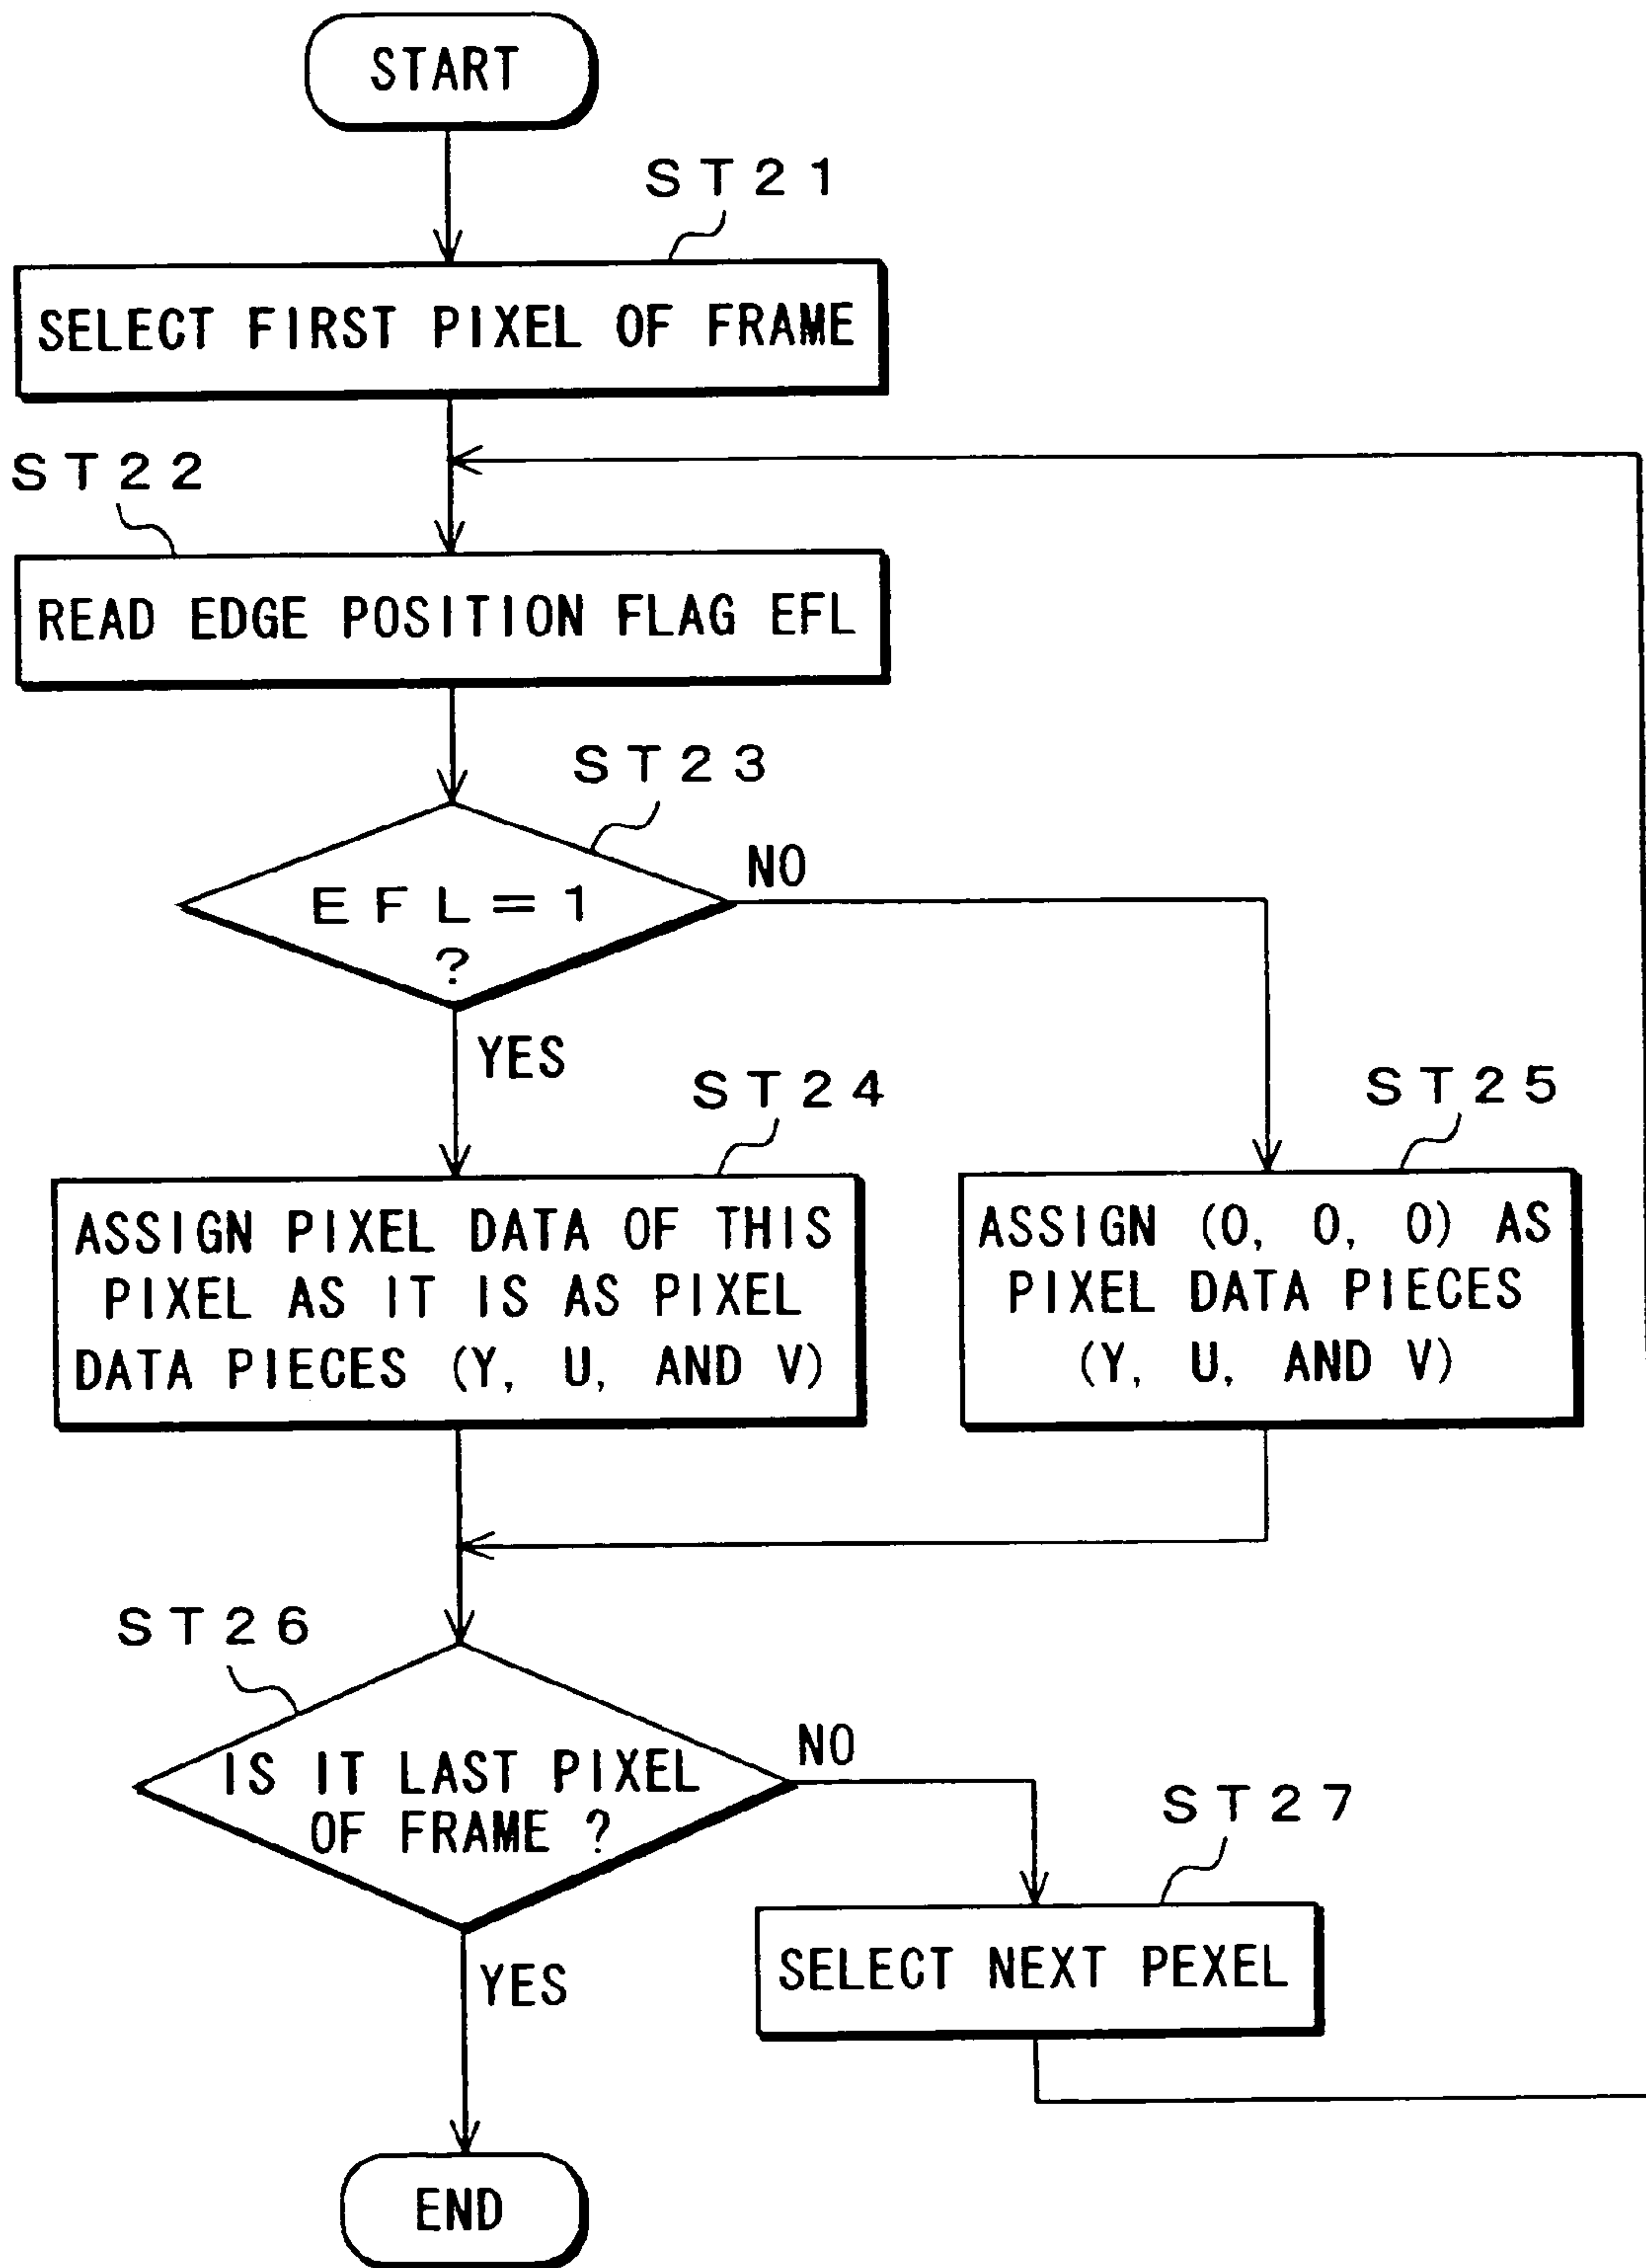 START
ST21
SELECT FIRST PIXEL OF FRAME
ST22
READ EDGE POSITION FLAG EFL
ST23
EFL=1
?
NO
YES
ST24
ASSIGN PIXEL DATA OF THIS
PIXEL AS IT IS AS PIXEL
DATA PIECES (Y, U, AND V)
ST25
ASSIGN (0, 0, 0) AS
PIXEL DATA PIECES
(Y, U, AND V)
ST26
IS IT LAST PIXEL
OF FRAME ?
NO
YES
ST27
SELECT NEXT PEXEL
END